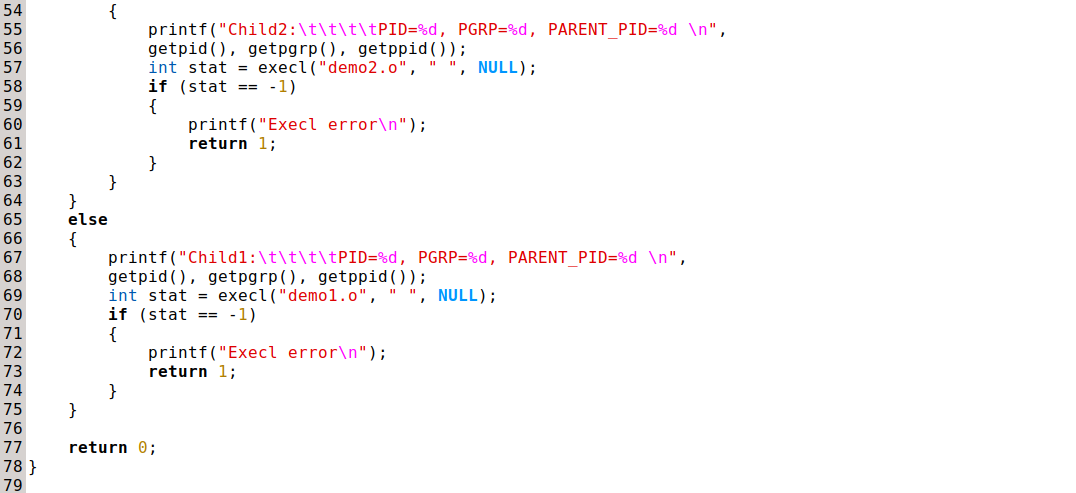 54         {
55             printf("Child2:\t\t\t\tPID=%d, PGRP=%d, PARENT_PID=%d \n",
56             getpid(), getpgrp(), getppid());
57             int stat = execl("demo2.o", " ", NULL);
58             if (stat == -1)
59             {
60                 printf("Execl error\n");
61                 return 1;
62             }
63         }
64     }
65     else
66     {
67         printf("Child1:\t\t\t\tPID=%d, PGRP=%d, PARENT_PID=%d \n",
68         getpid(), getpgrp(), getppid());
69         int stat = execl("demo1.o", " ", NULL);
70         if (stat == -1)
71         {
72             printf("Execl error\n");
73             return 1;
74         }
75     }
76
77     return 0;
78 }
79